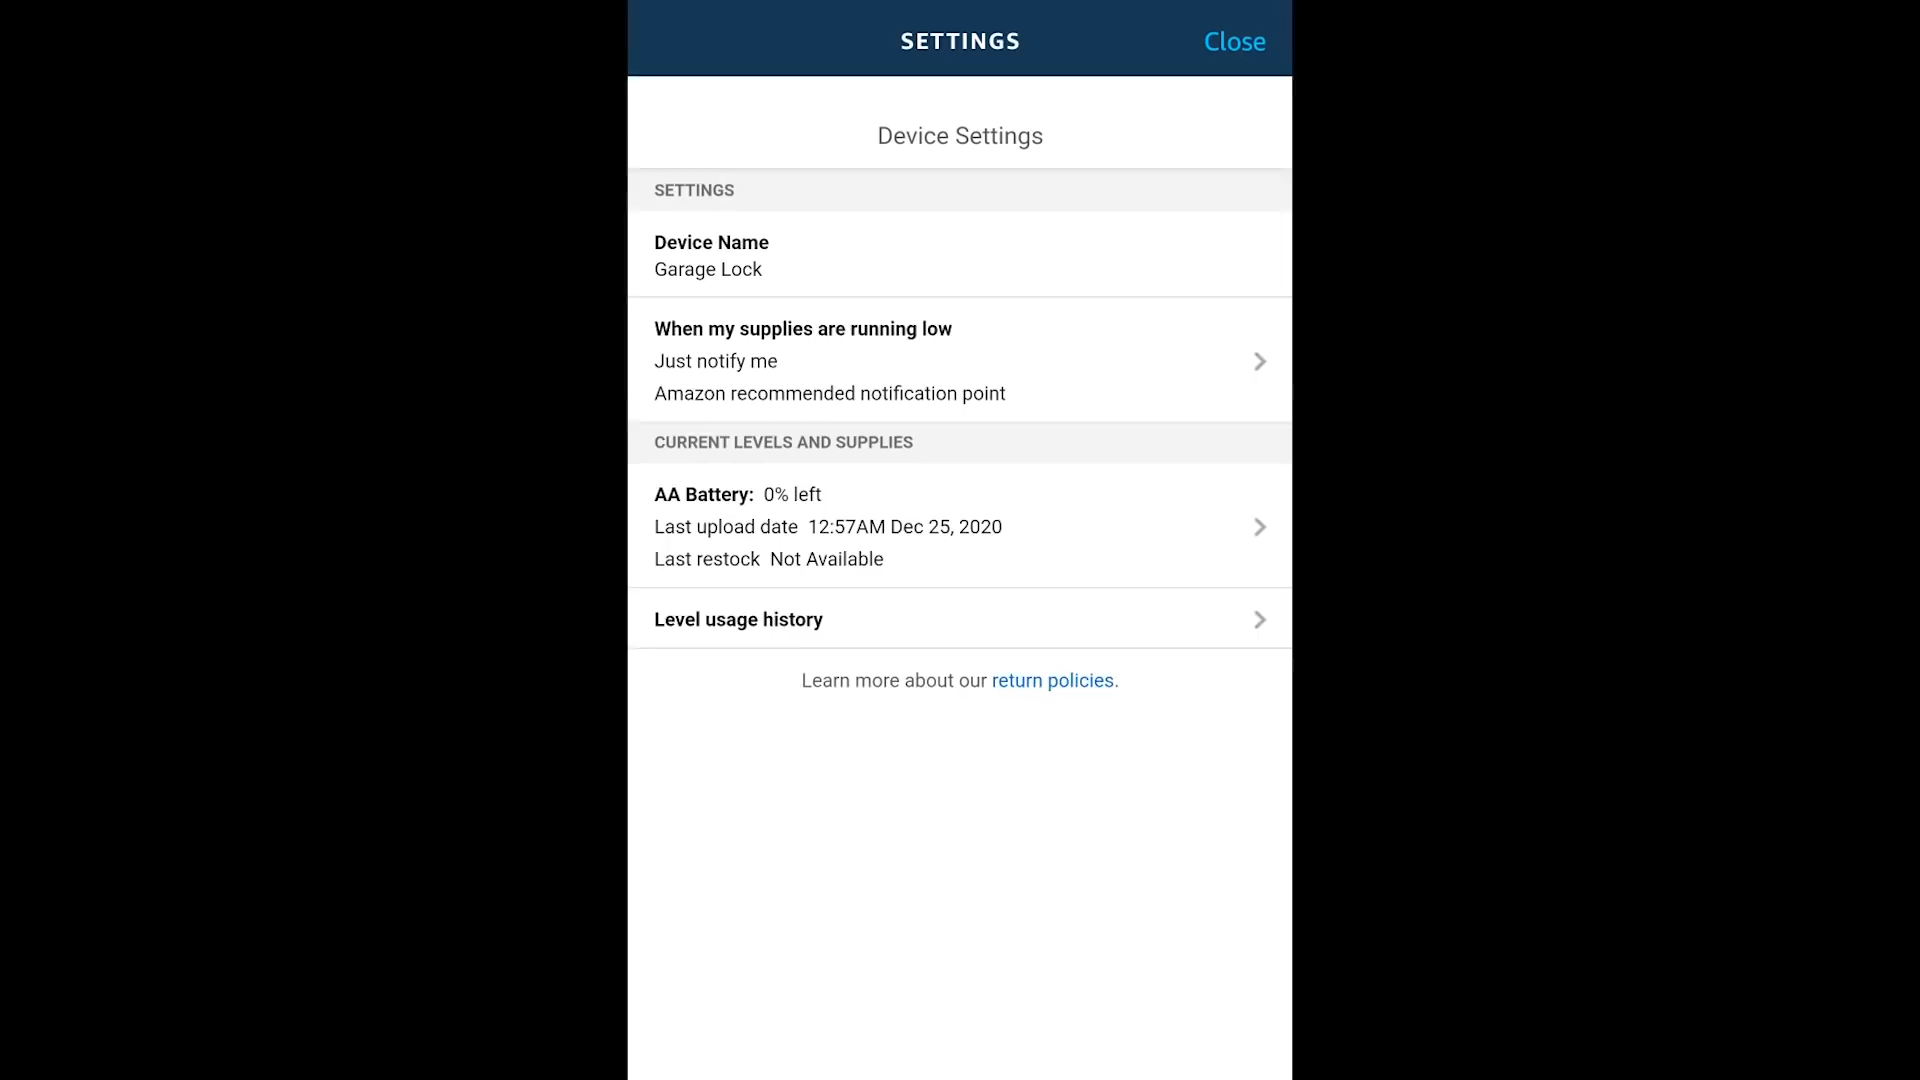 SETTINGS
Close
Device Settings
SETTINGS
Device Name
Garage Lock
When my supplies are running low
Just notify me
Amazon recommended notification point
CURRENT LEVELS AND SUPPLIES
AA Battery: 0% left
Last upload date 12:57AM Dec 25, 2020
Last restock Not Available
Level usage history
Learn more about our return policies.